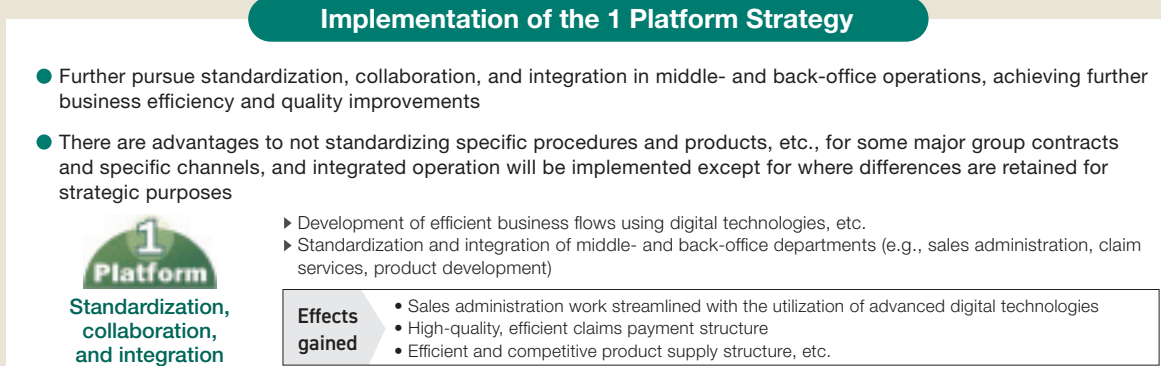 Implementation of the 1 Platform Strategy
● Further pursue standardization, collaboration, and integration in middle- and back-office operations, achieving further
business efficiency and quality improvements
● There are advantages to not standardizing specific procedures and products, etc., for some major group contracts
and specific channels, and integrated operation will be implemented except for where differences are retained for
strategic purposes
1
Platform
Standardization,
collaboration,
and integration
▶ Development of efficient business flows using digital technologies, etc.
▶ Standardization and integration of middle- and back-office departments (e.g., sales administration, claim
services, product development)
Effects
gained
• Sales administration work streamlined with the utilization of advanced digital technologies
• High-quality, efficient claims payment structure
• Efficient and competitive product supply structure, etc.